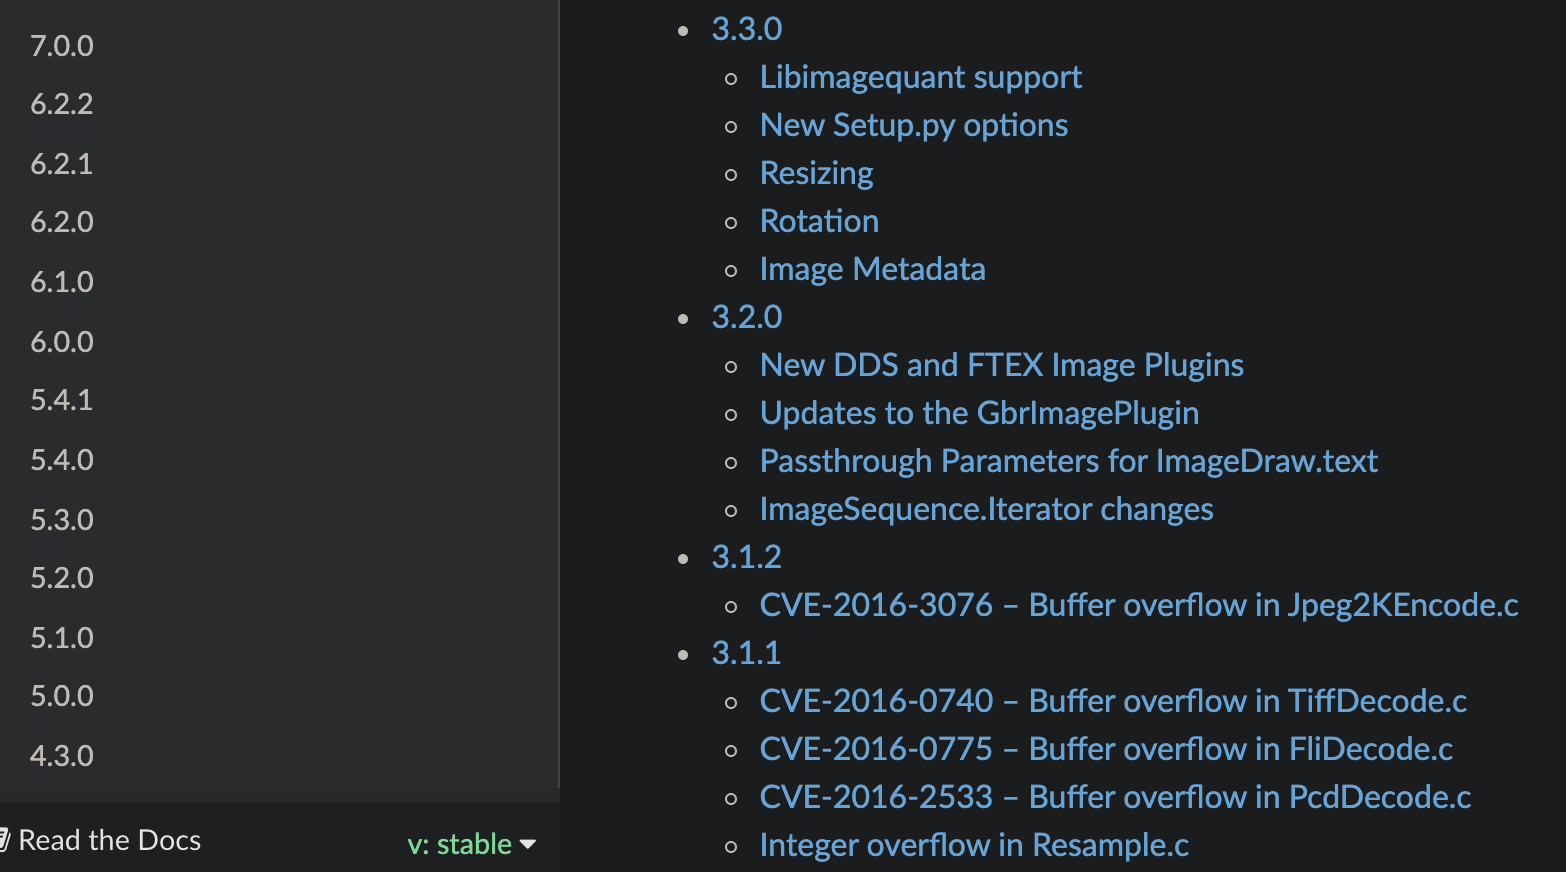 7.0.0
6.2.2
6.2.1
6.2.0
6.1.0
6.0.0
5.4.1
5.4.0
5.3.0
5.2.0
5.1.0
5.0.0
4.3.0
Read the Docs
v: stable
3.3.0
Libimagequant support
New Setup.py options
Resizing
Rotation
Image Metadata
3.2.0
New DDS and FTEX Image Plugins
Updates to the GbrImagePlugin
Passthrough Parameters for ImageDraw.text
ImageSequence.Iterator changes
3.1.2
CVE-2016-3076 – Buffer overflow in Jpeg2KEncode.c
3.1.1
CVE-2016-0740 – Buffer overflow in TiffDecode.c
CVE-2016-0775 – Buffer overflow in FliDecode.c
CVE-2016-2533 – Buffer overflow in PcdDecode.c
Integer overflow in Resample.c